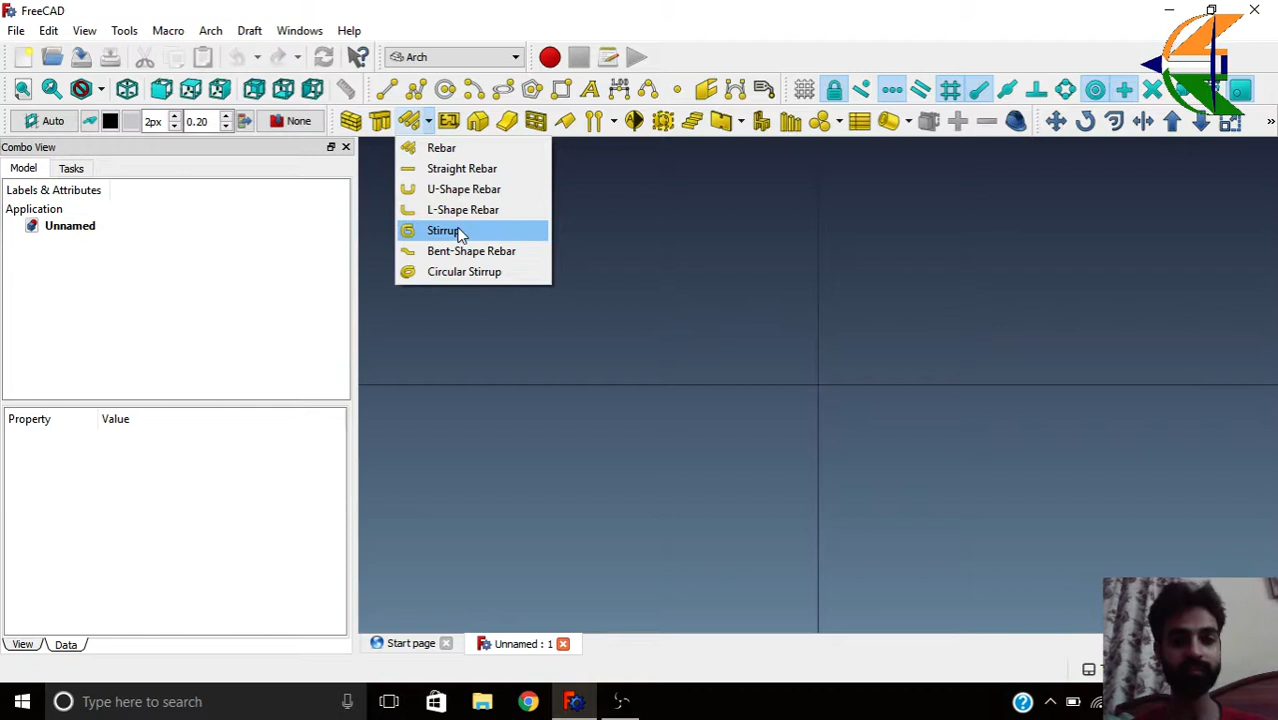 FreeCAD
File Edit View Tools Macro Arch Draft Windows Help
Arch
Auto 2px 0.20 None »
Combo View
Model Tasks
Labels & Attributes
Application
Unnamed
Property Value
View Data
Rebar
Straight Rebar
U-Shape Rebar
L-Shape Rebar
Stirrup
Bent-Shape Rebar
Circular Stirrup
Start page Unnamed : 1
Type here to search